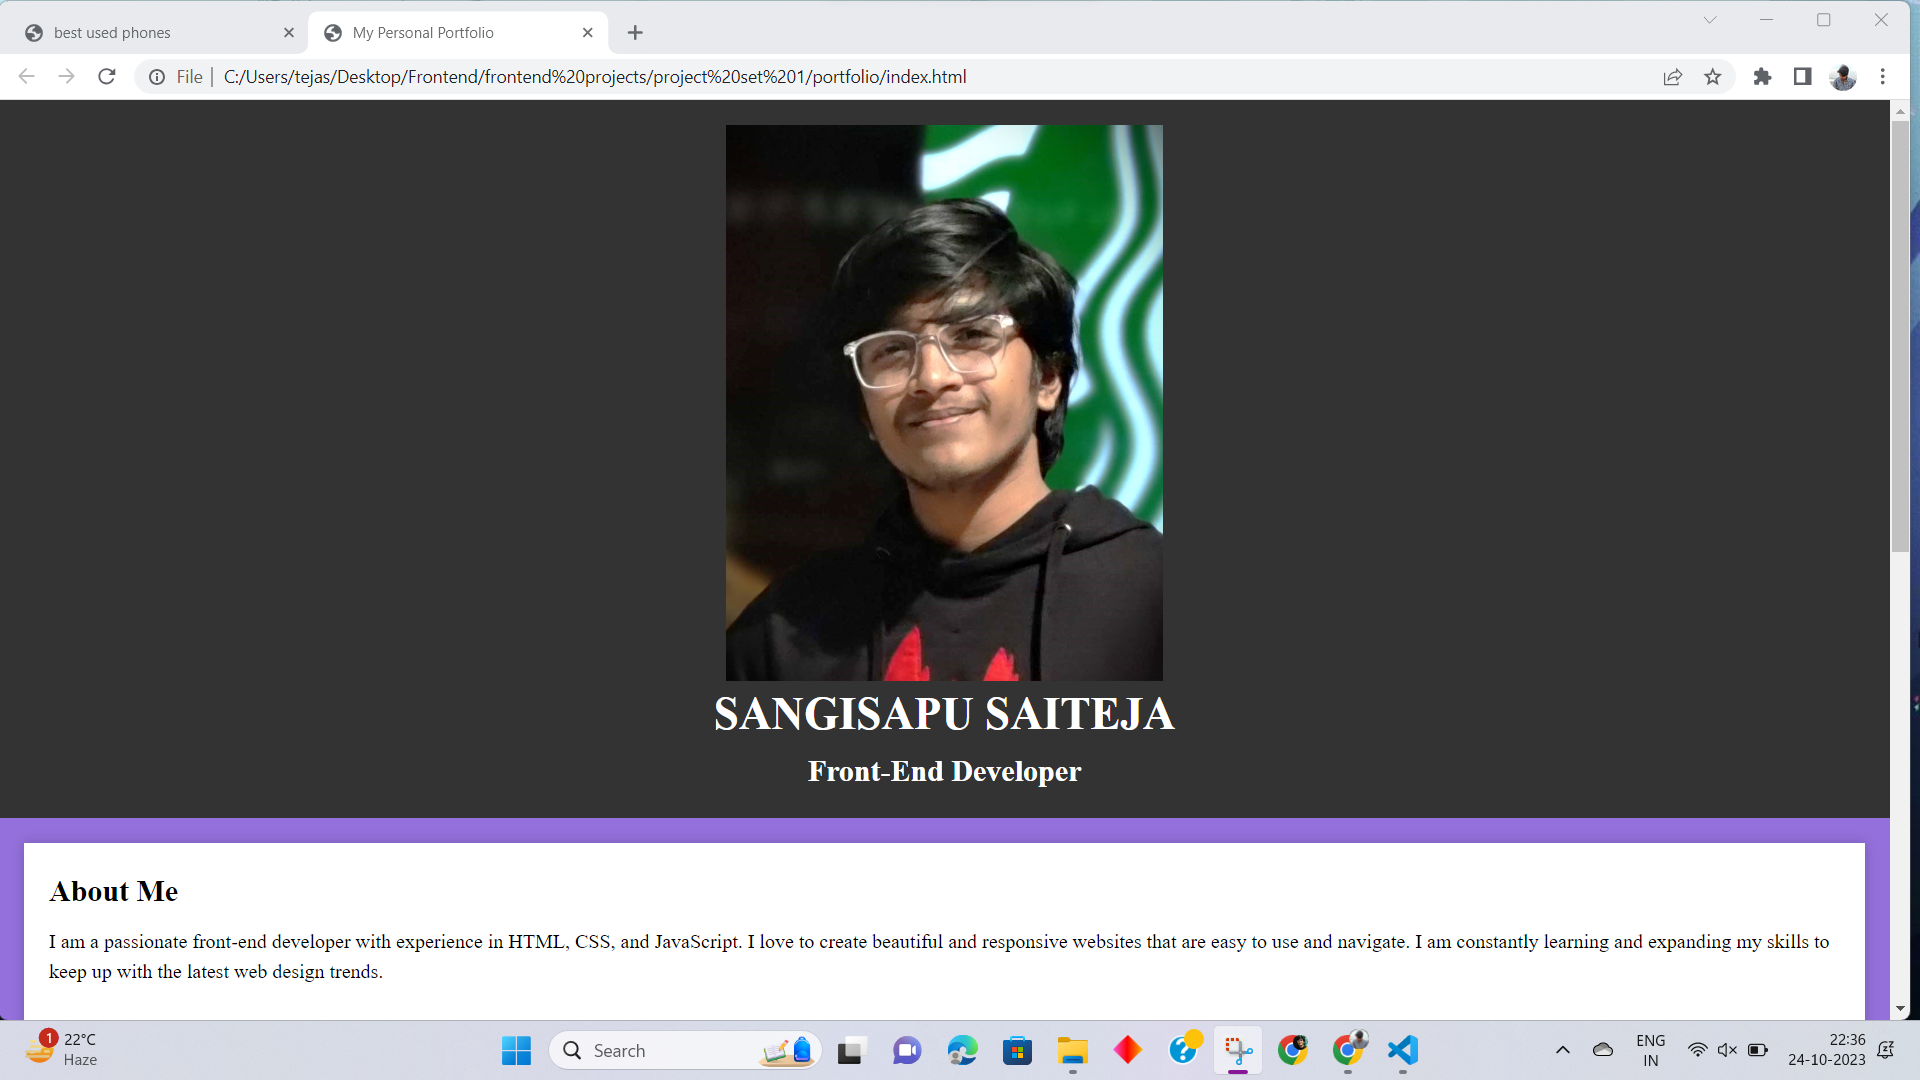 best used phones
My Personal Portfolio
File
C:/Users/tejas/Desktop/Frontend/frontend%20projects/project%20set%201/portfolio/index.html
SANGISAPU SAITEJA
Front-End Developer
About Me
I am a passionate front-end developer with experience in HTML, CSS, and JavaScript. I love to create beautiful and responsive websites that are easy to use and navigate. I am constantly learning and expanding my skills to
keep up with the latest web design trends.
1
22°C
Haze
Search
ENG
IN
22:36
24-10-2023